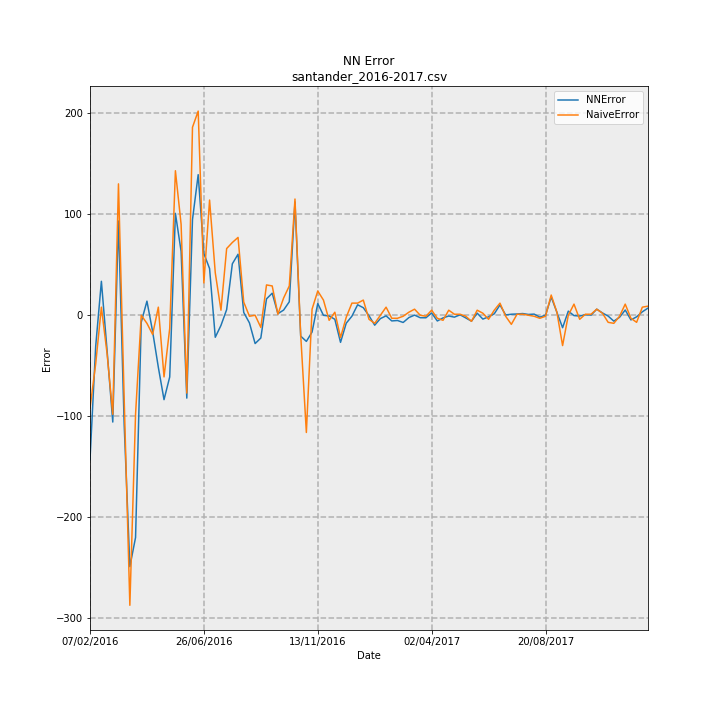 NN Error
santander_2016-2017.csv
NNError
NaiveError
200
100
0
−100
−200
−300
Error
07/02/2016 26/06/2016 13/11/2016 02/04/2017 20/08/2017
Date